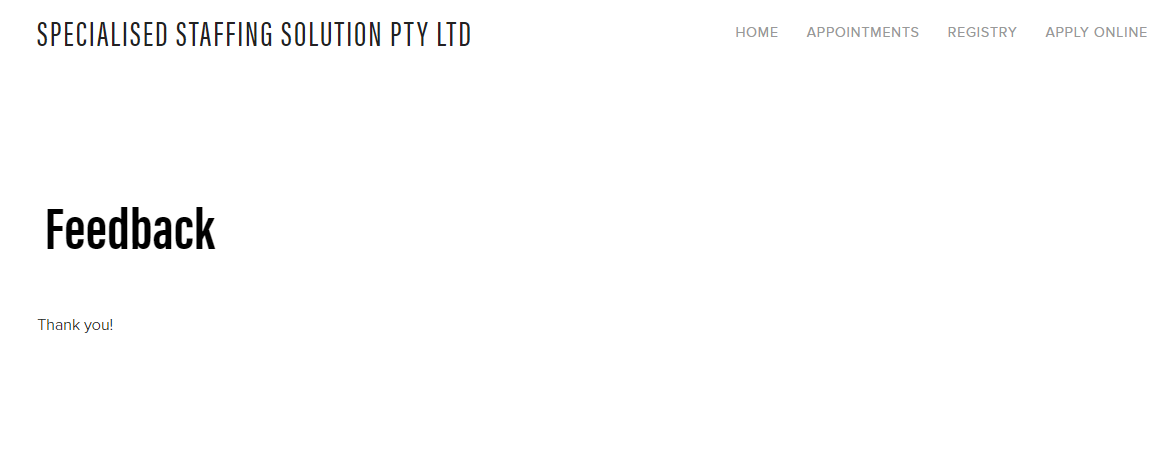 SPECIALISED STAFFING SOLUTION PTY LTD
HOME APPOINTMENTS REGISTRY APPLY ONLINE
Feedback
Thank you!